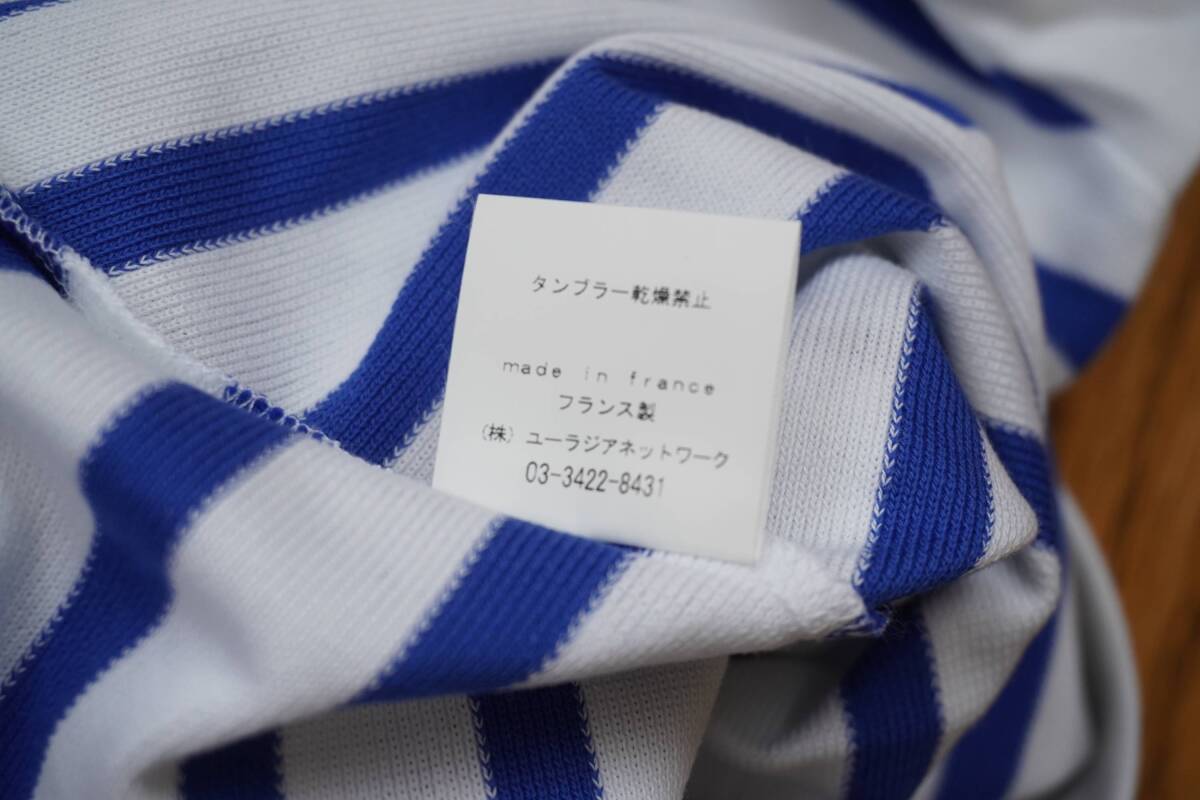 タンブラー乾燥禁止
made in france
フランス製
（株）ユーラジアネットワーク
03-3422-8431